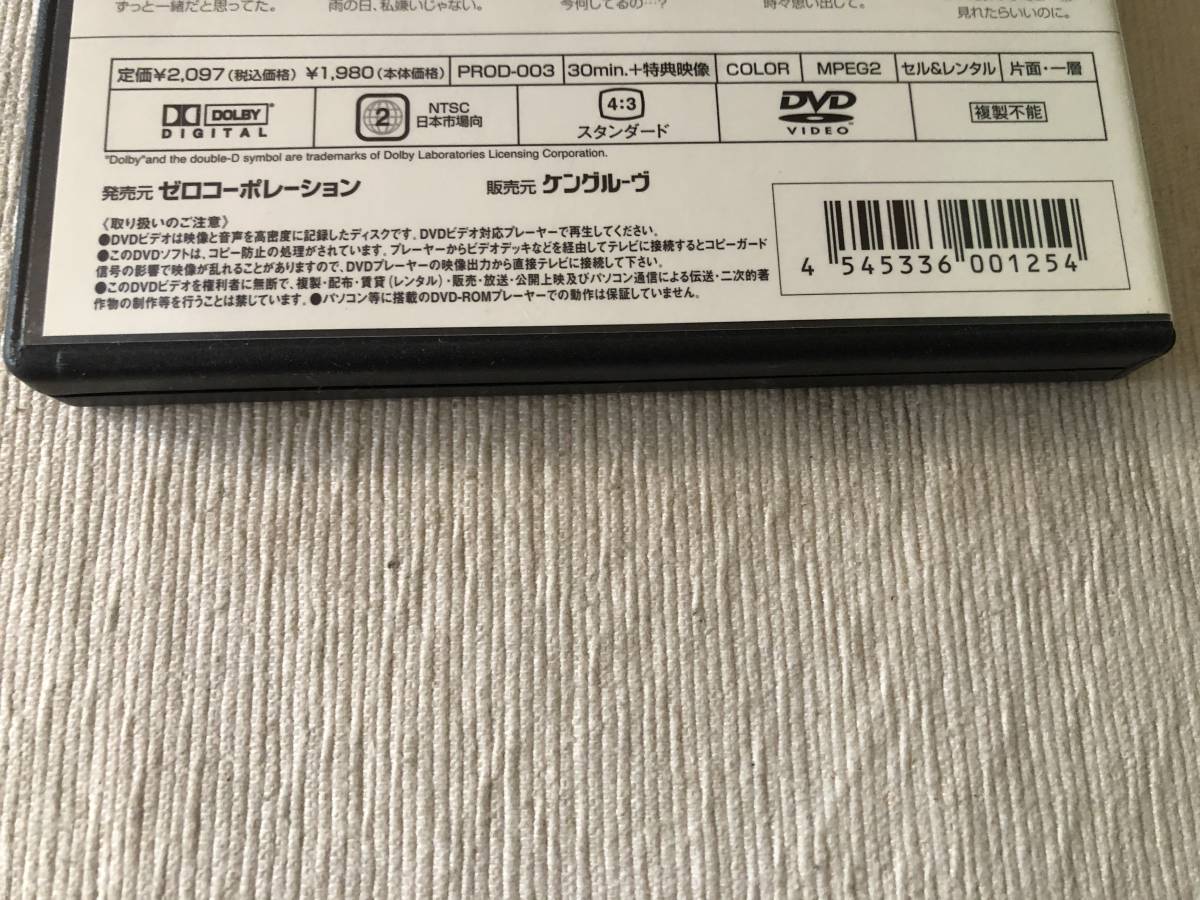 ずっと一緒だと思ってた。
雨の日、私嫌いじゃない。
今何してるの…?
時々思い出して。
見れたらいいのに。
定価¥2,097(税込価格) ¥1,980(本体価格) PROD-003 30min.+特典映像 COLOR MPEG2 セル&レンタル 片面・一層
DOLBY DIGITAL
2
NTSC
日本市場向
4:3
スタンダード
DVD
VIDEO
複製不能
"Dolby"and the double-D symbol are trademarks of Dolby Laboratories Licensing Corporation.
発売元 ゼロコーポレーション
販売元 ケングルーヴ
《取り扱いのご注意》
●DVDビデオは映像と音声を高密度に記録したディスクです。DVDビデオ対応プレーヤーで再生してください。
●このDVDソフトは、コピー防止の処理がされています。プレーヤーからビデオデッキなどを経由してテレビに接続するとコピーガード
信号の影響で映像が乱れることがありますので、DVDプレーヤーの映像出力から直接テレビに接続して下さい。
●このDVDビデオを権利者に無断で、複製・配布・賃貸(レンタル)・販売・放送・公開上映及びパソコン通信による伝送・二次的著
作物の制作等を行うことは禁じています。●パソコン等に搭載のDVD-ROMプレーヤーでの動作は保証していません。
4 545336 001254